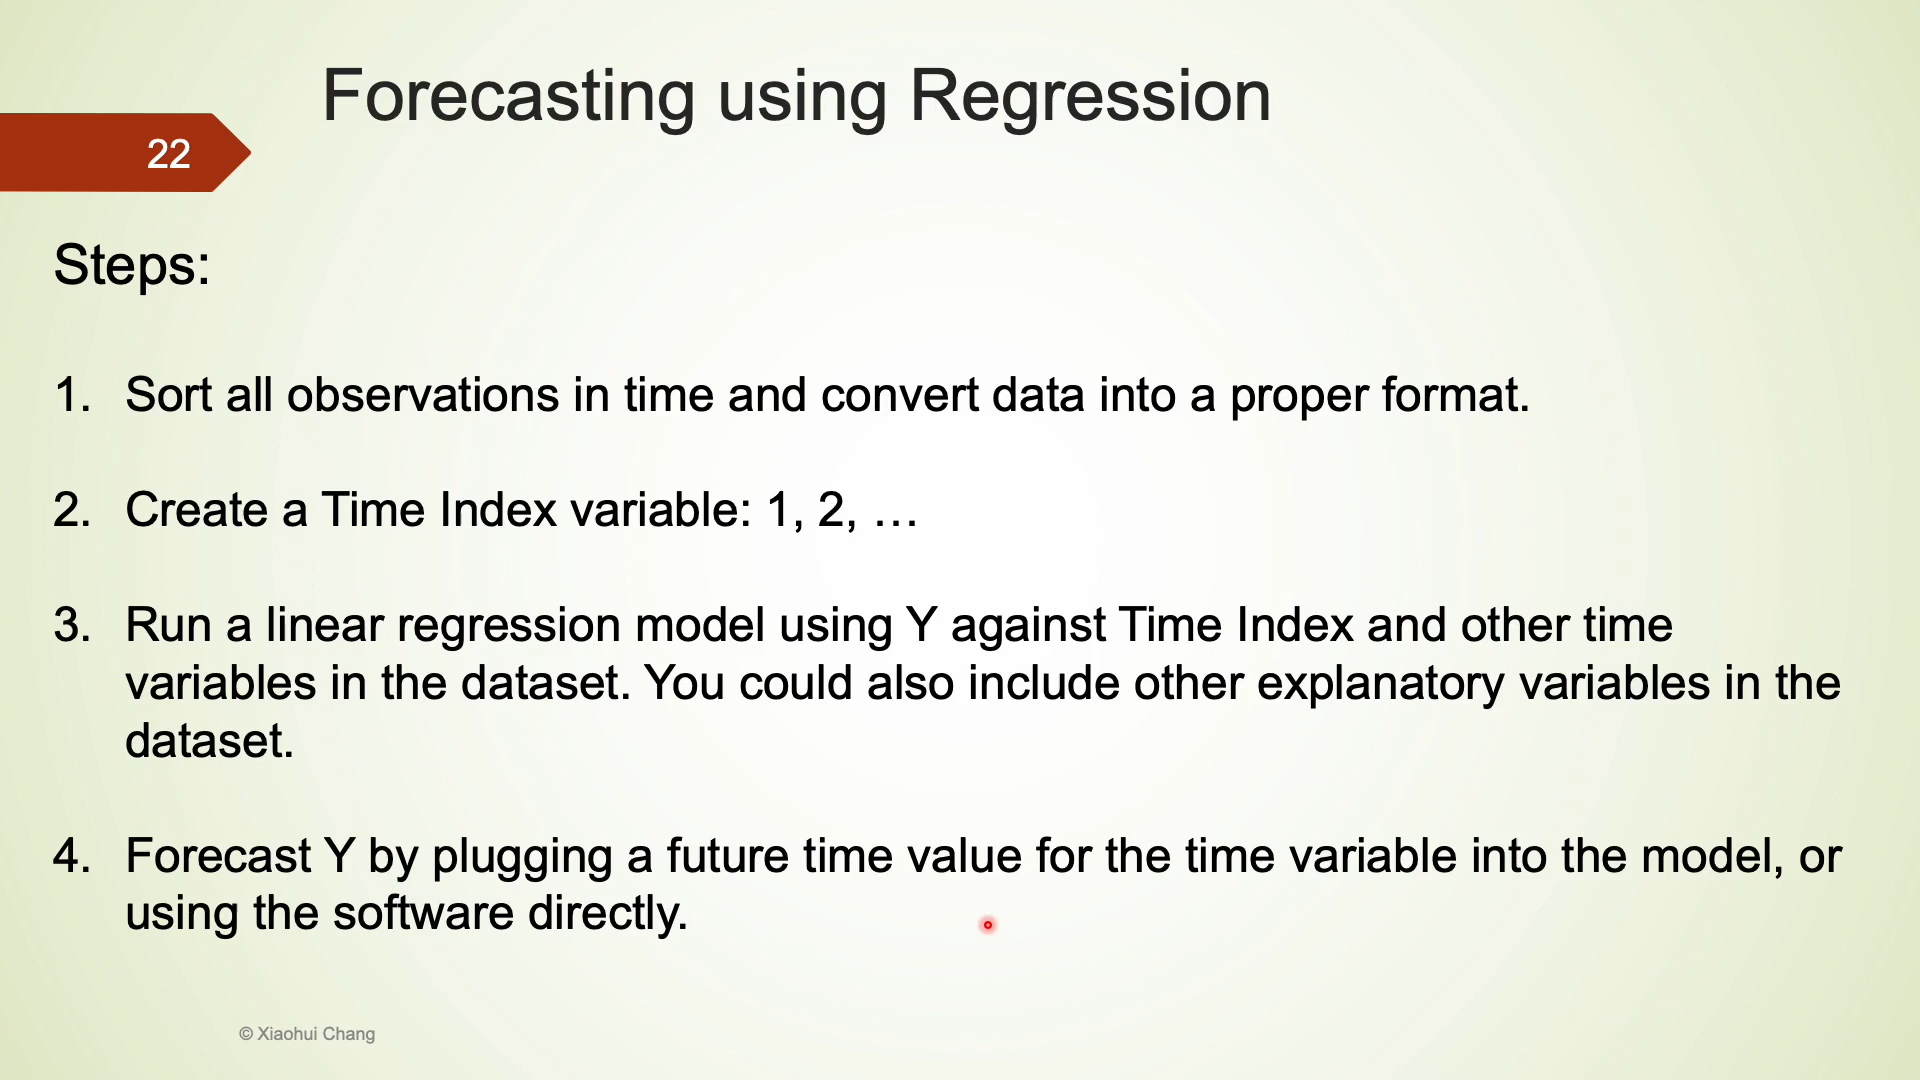 Forecasting using Regression
22
Steps:
1. Sort all observations in time and convert data into a proper format.
2. Create a Time Index variable: 1, 2, …
3. Run a linear regression model using Y against Time Index and other time
variables in the dataset. You could also include other explanatory variables in the
dataset.
4. Forecast Y by plugging a future time value for the time variable into the model, or
using the software directly.
© Xiaohui Chang